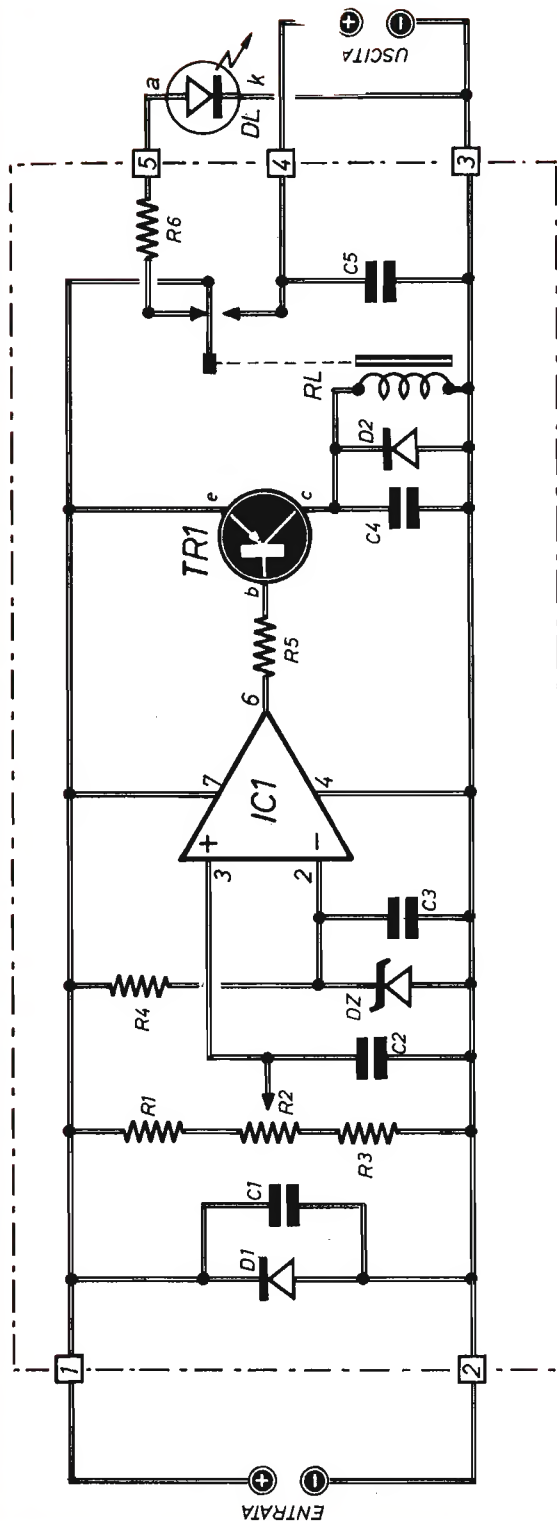 ENTRATA
+
−
1
2
D1
C1
R1
R2
R3
R4
C2
DZ
C3
+
−
3
2
IC1
7
4
6
R5
TR1
b
e
c
C4
D2
RL
R6
C5
5
4
3
a
k
DL
+
−
USCITA